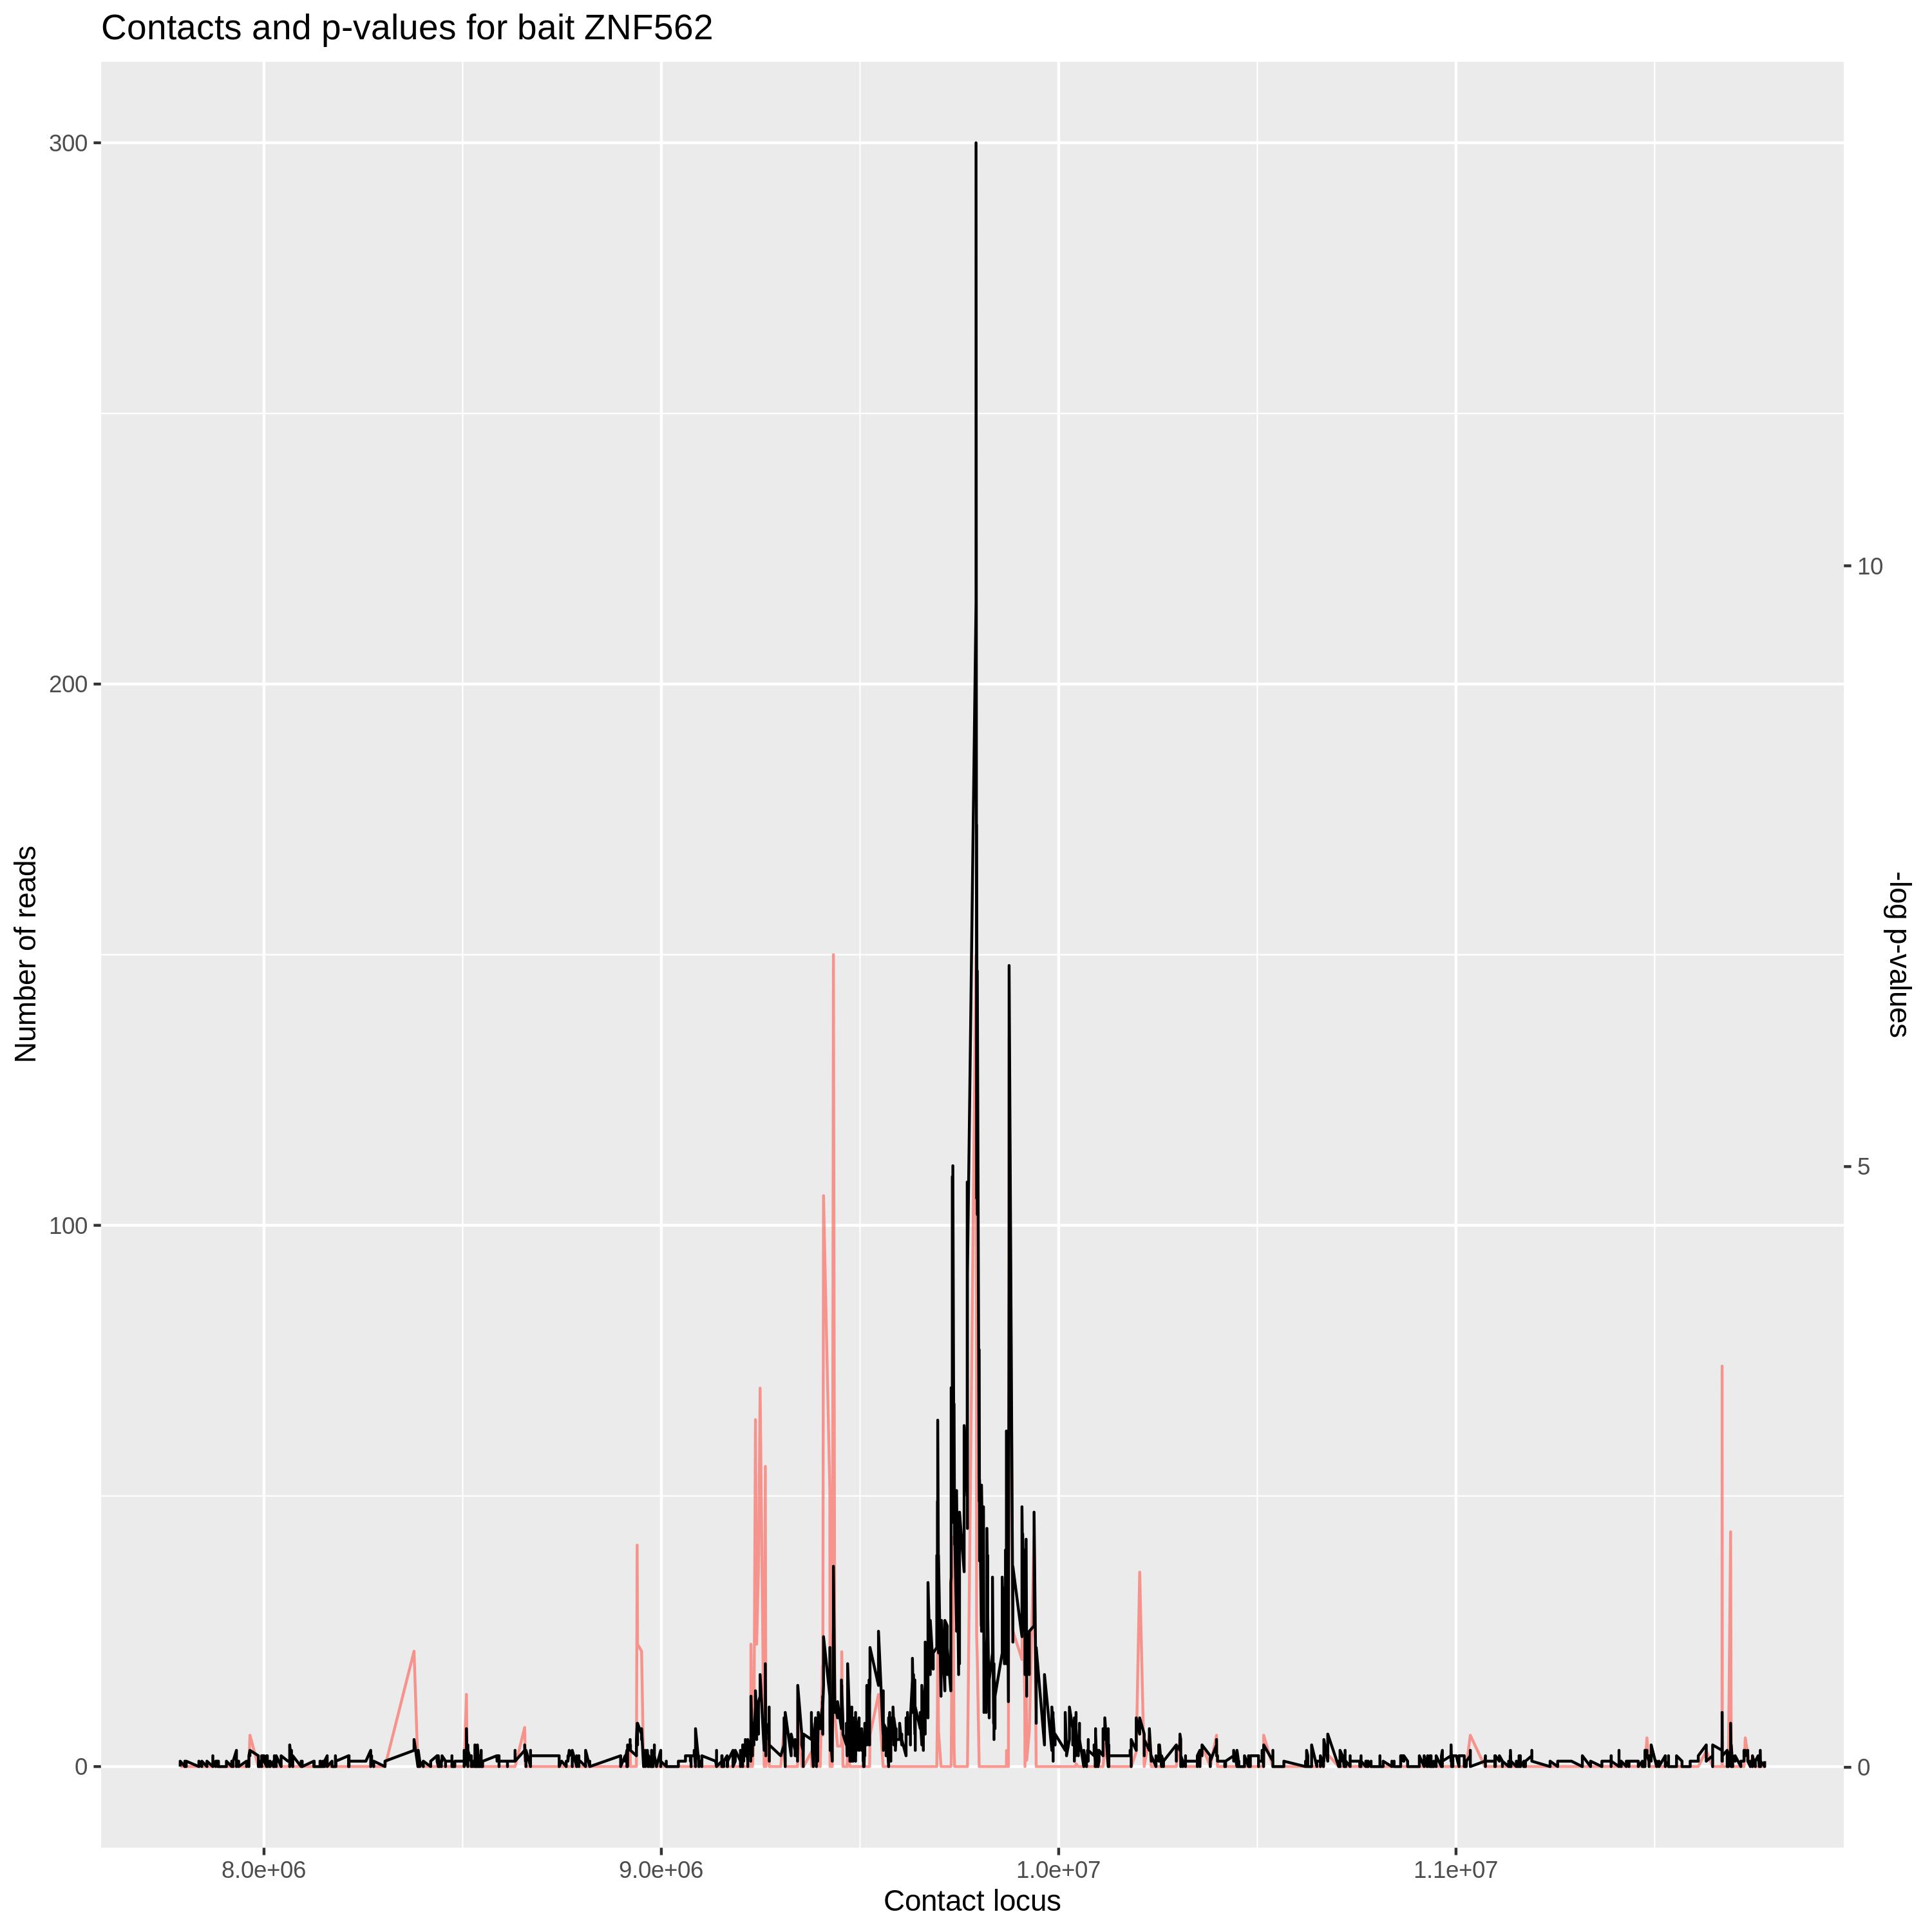 Contacts and p-values for bait ZNF562
300
200
100
0
10
5
0
Number of reads
-log p-values
8.0e+06
9.0e+06
1.0e+07
1.1e+07
Contact locus